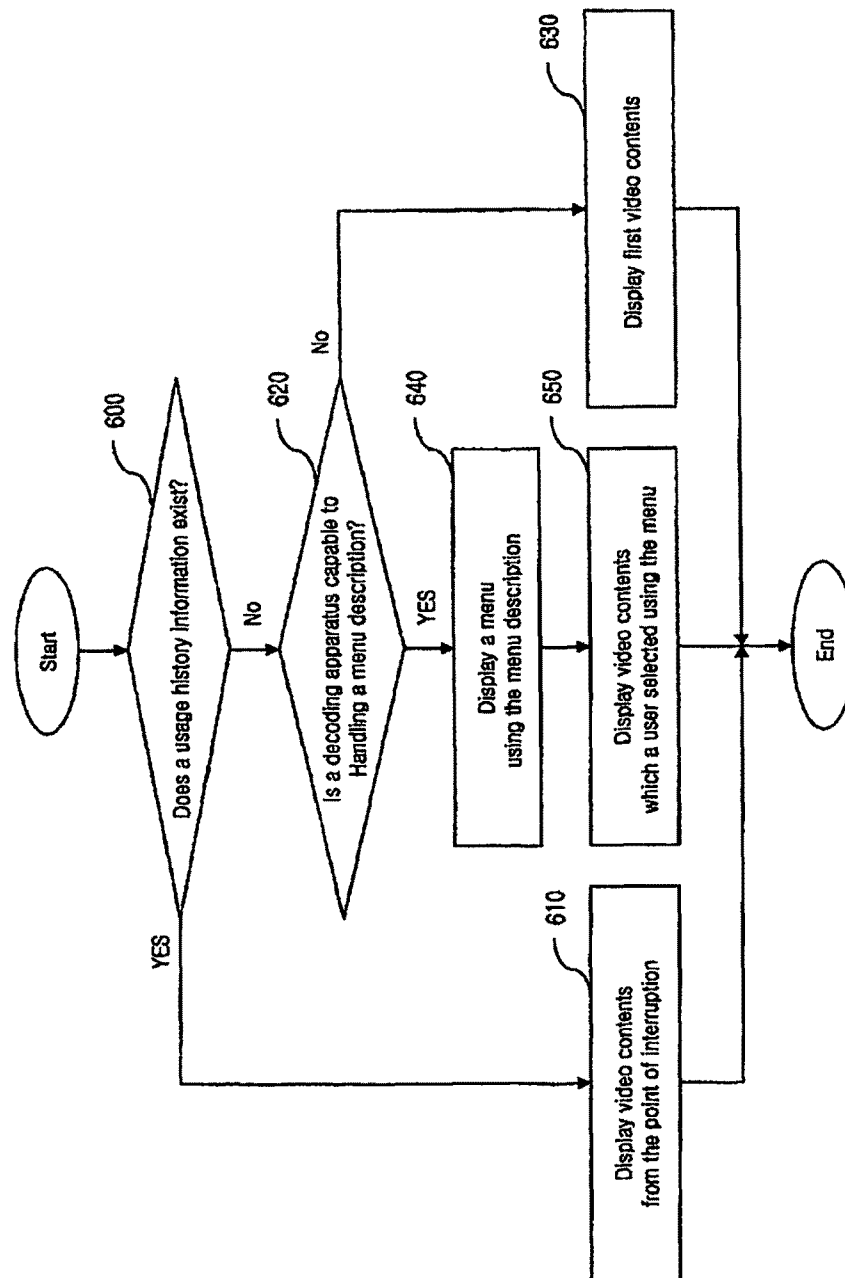 Start
600
Does a usage history information exist?
YES
No
620
Is a decoding apparatus capable to
Handling a menu description?
No
YES
640
Display a menu
using the menu description
610
Display video contents
from the point of interruption
650
Display video contents
which a user selected using the menu
630
Display first video contents
End